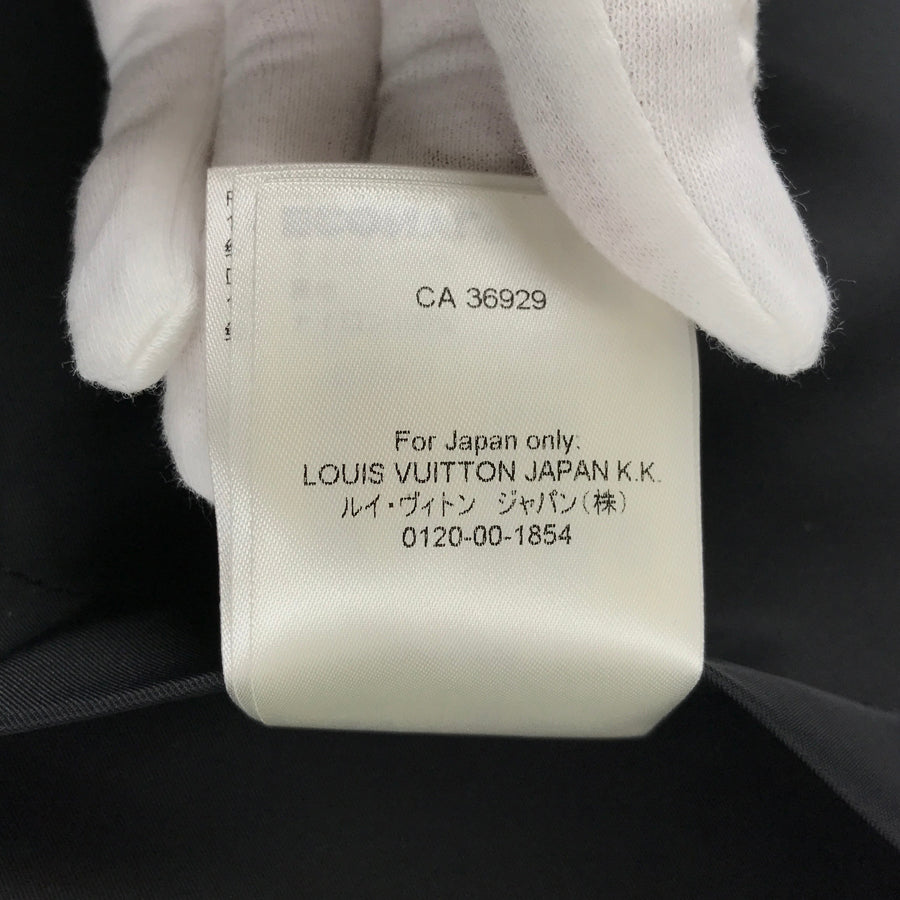 CA 36929
For Japan only:
LOUIS VUITTON JAPAN K.K.
ルイ・ヴィトン ジャパン(株)
0120-00-1854